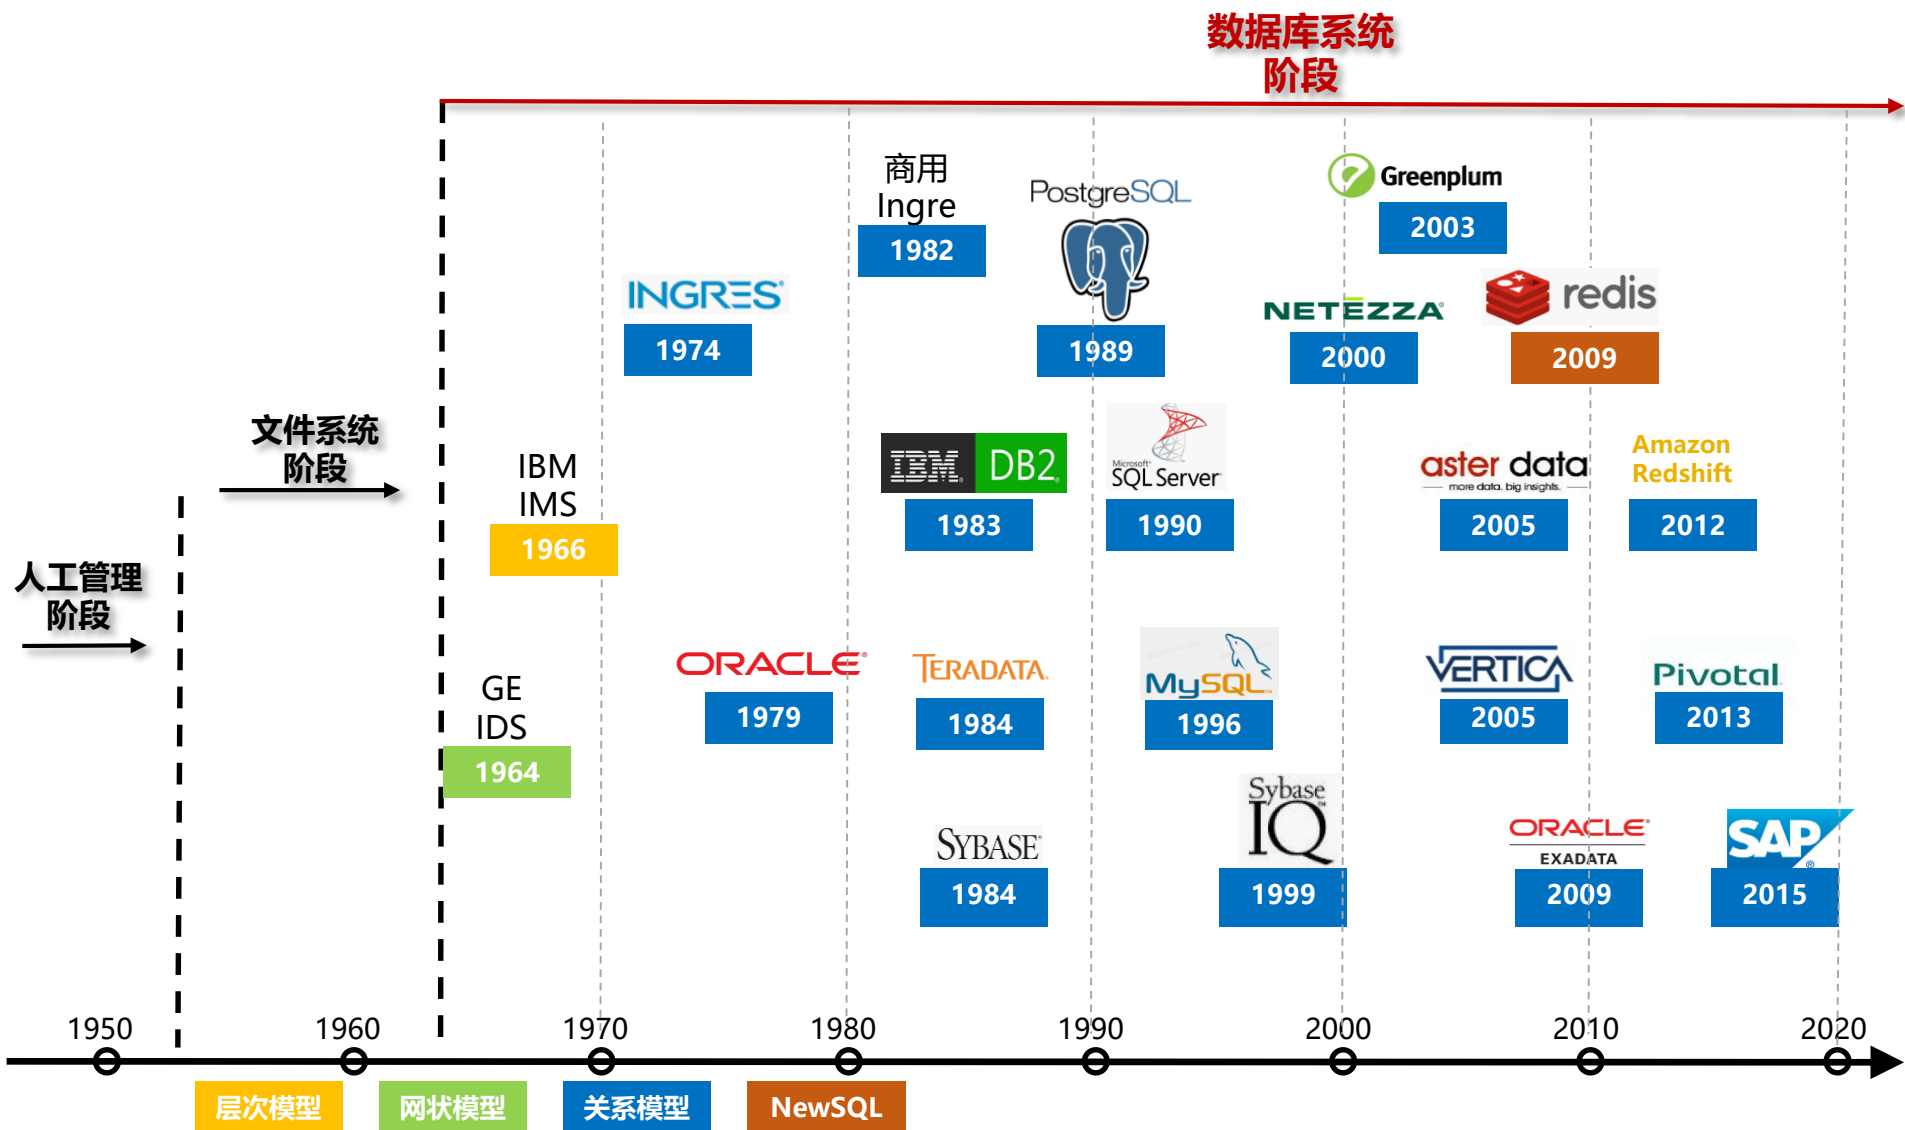 数据库系统
阶段
商用
Ingre
1982
PostgreSQL
1989
Greenplum
2003
INGRES
1974
NETEZZA
2000
redis
2009
文件系统
阶段
IBM
IMS
1966
IBM DB2
1983
Microsoft
SQL Server
1990
aster data
more data. big insights.
2005
Amazon
Redshift
2012
人工管理
阶段
GE
IDS
1964
ORACLE
1979
TERADATA
1984
MySQL
1996
VERTICA
2005
Pivotal
2013
SYBASE
1984
Sybase
IQ
1999
ORACLE
EXADATA
2009
SAP
2015
1950 1960 1970 1980 1990 2000 2010 2020
层次模型 网状模型 关系模型 NewSQL